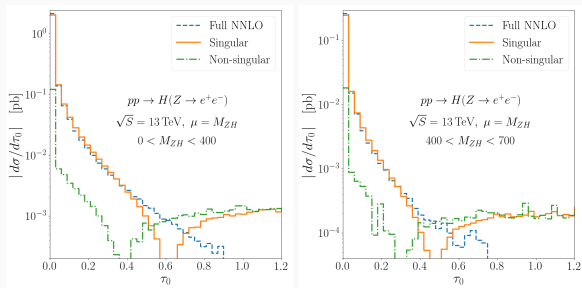 Full NNLO
Singular
Non-singular
pp → H(Z → e⁺e⁻)
√S = 13 TeV, μ = M_ZH
0 < M_ZH < 400
|dσ/dτ₀| [pb]
10⁰
10⁻¹
10⁻²
10⁻³
0.0 0.2 0.4 0.6 0.8 1.0 1.2
τ₀
Full NNLO
Singular
Non-singular
pp → H(Z → e⁺e⁻)
√S = 13 TeV, μ = M_ZH
400 < M_ZH < 700
|dσ/dτ₀| [pb]
10⁻¹
10⁻²
10⁻³
10⁻⁴
0.0 0.2 0.4 0.6 0.8 1.0 1.2
τ₀